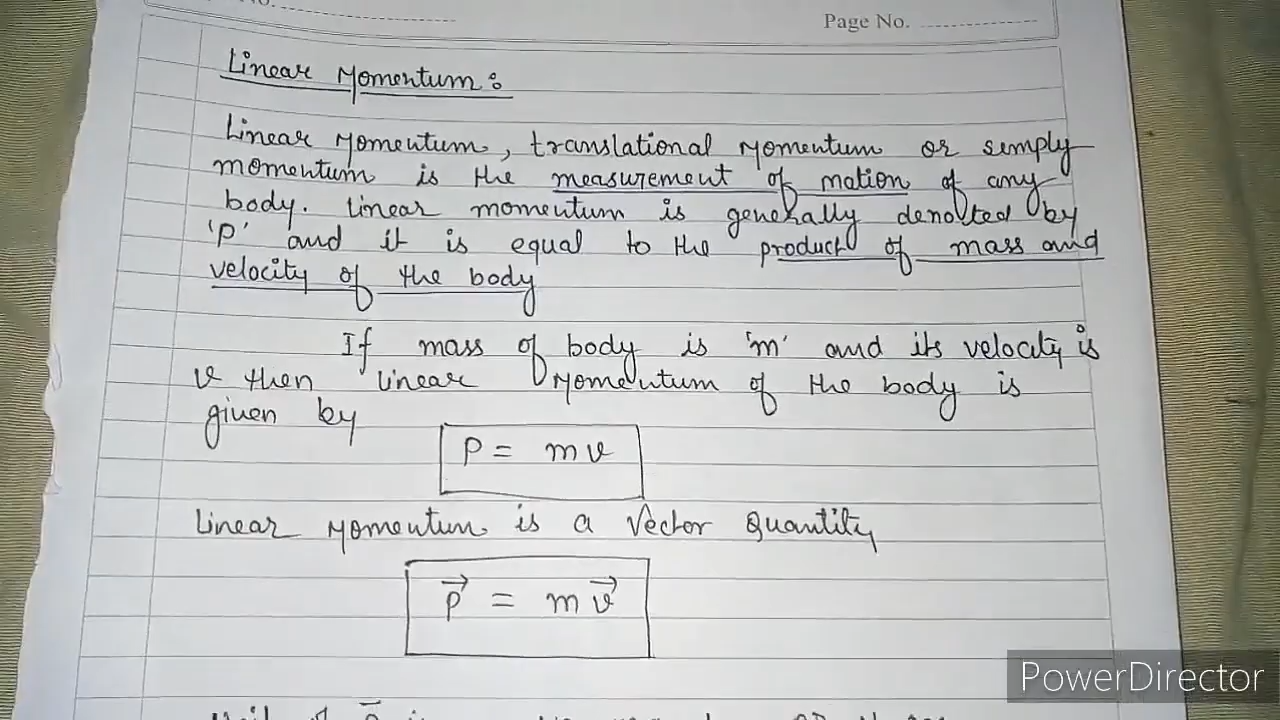 Page No.
Linear Momentum:
Linear Momentum, translational Momentum or semply
momentum is the measurement of motion of any
body. Linear momentum is generally denolted by
'P' and it is equal to the product of mass and
velocity of the body
If mass of body is 'm' and its velocity is
v then linear Momentum of the body is
given by
P = mv
Linear Momentum is a Vector Quantity
p⃗ = m v⃗
PowerDirector